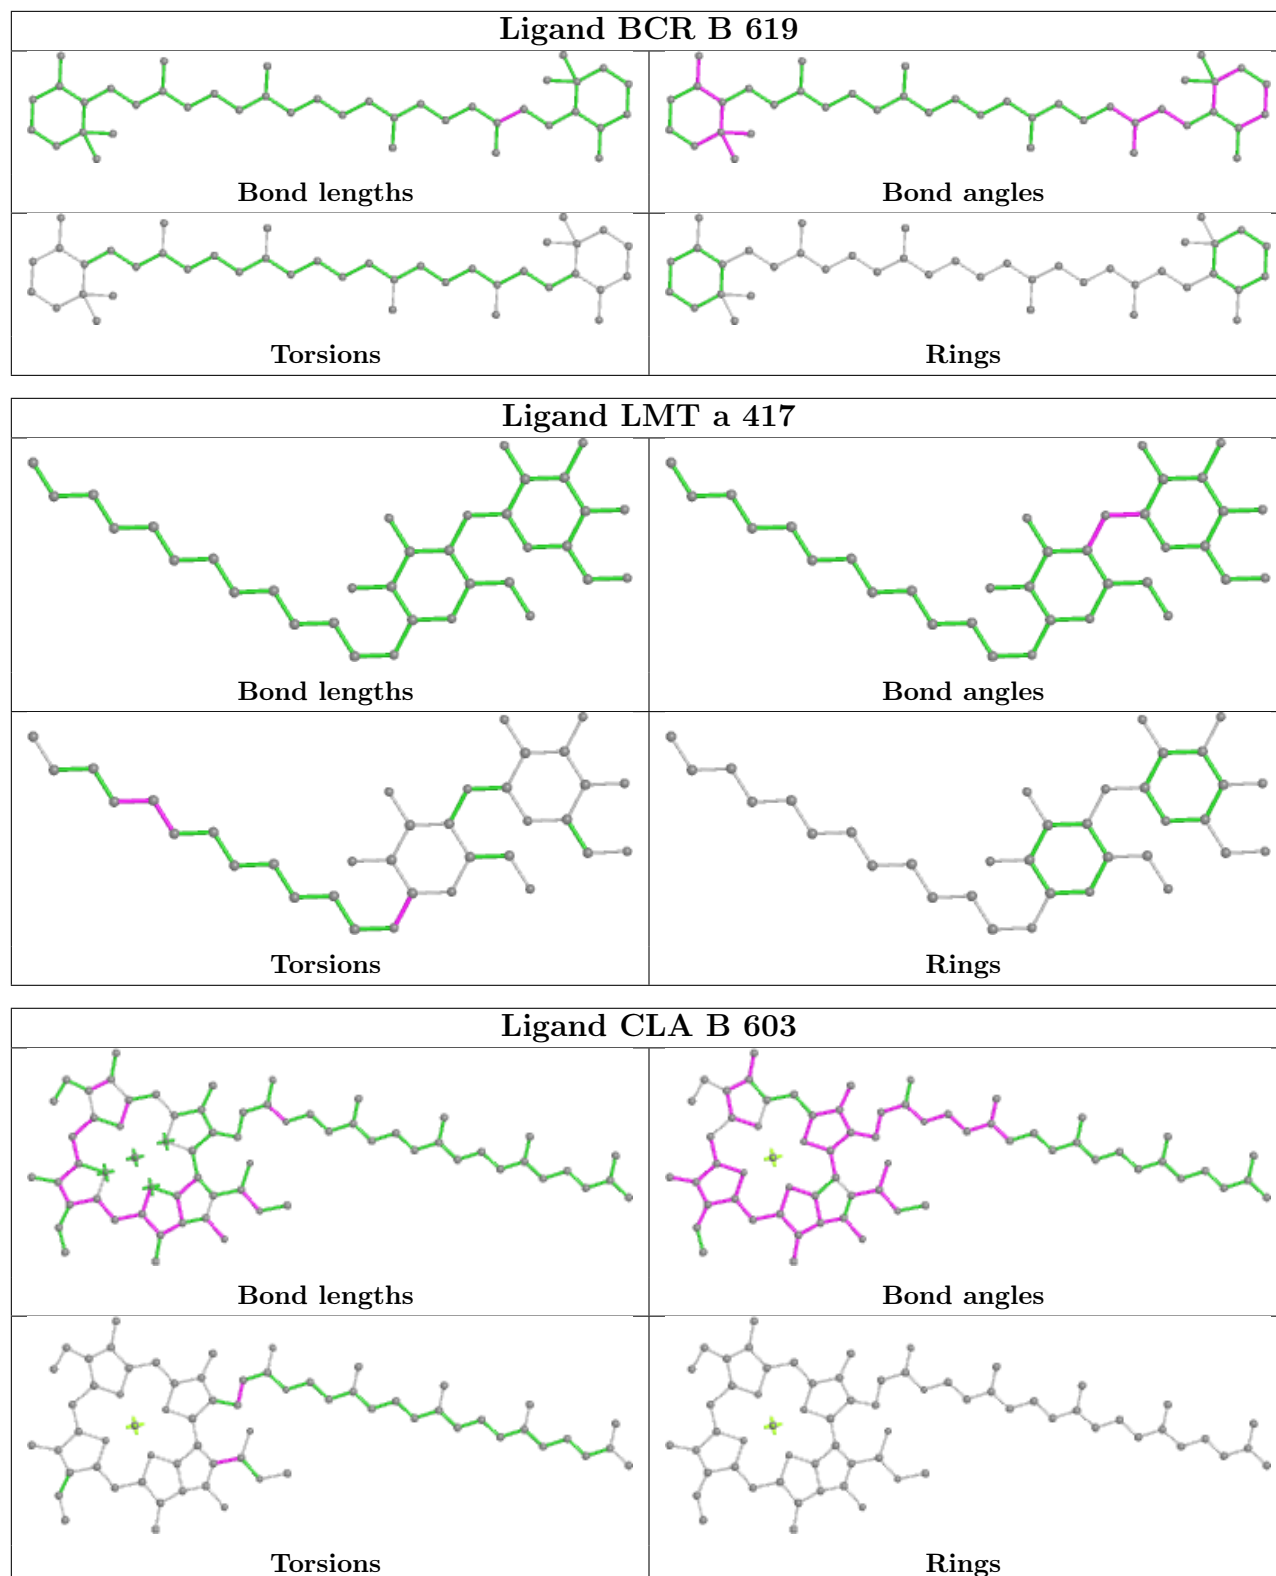 Ligand BCR B 619
Bond lengths
Bond angles
Torsions
Rings
Ligand LMT a 417
Bond lengths
Bond angles
Torsions
Rings
Ligand CLA B 603
Bond lengths
Bond angles
Torsions
Rings